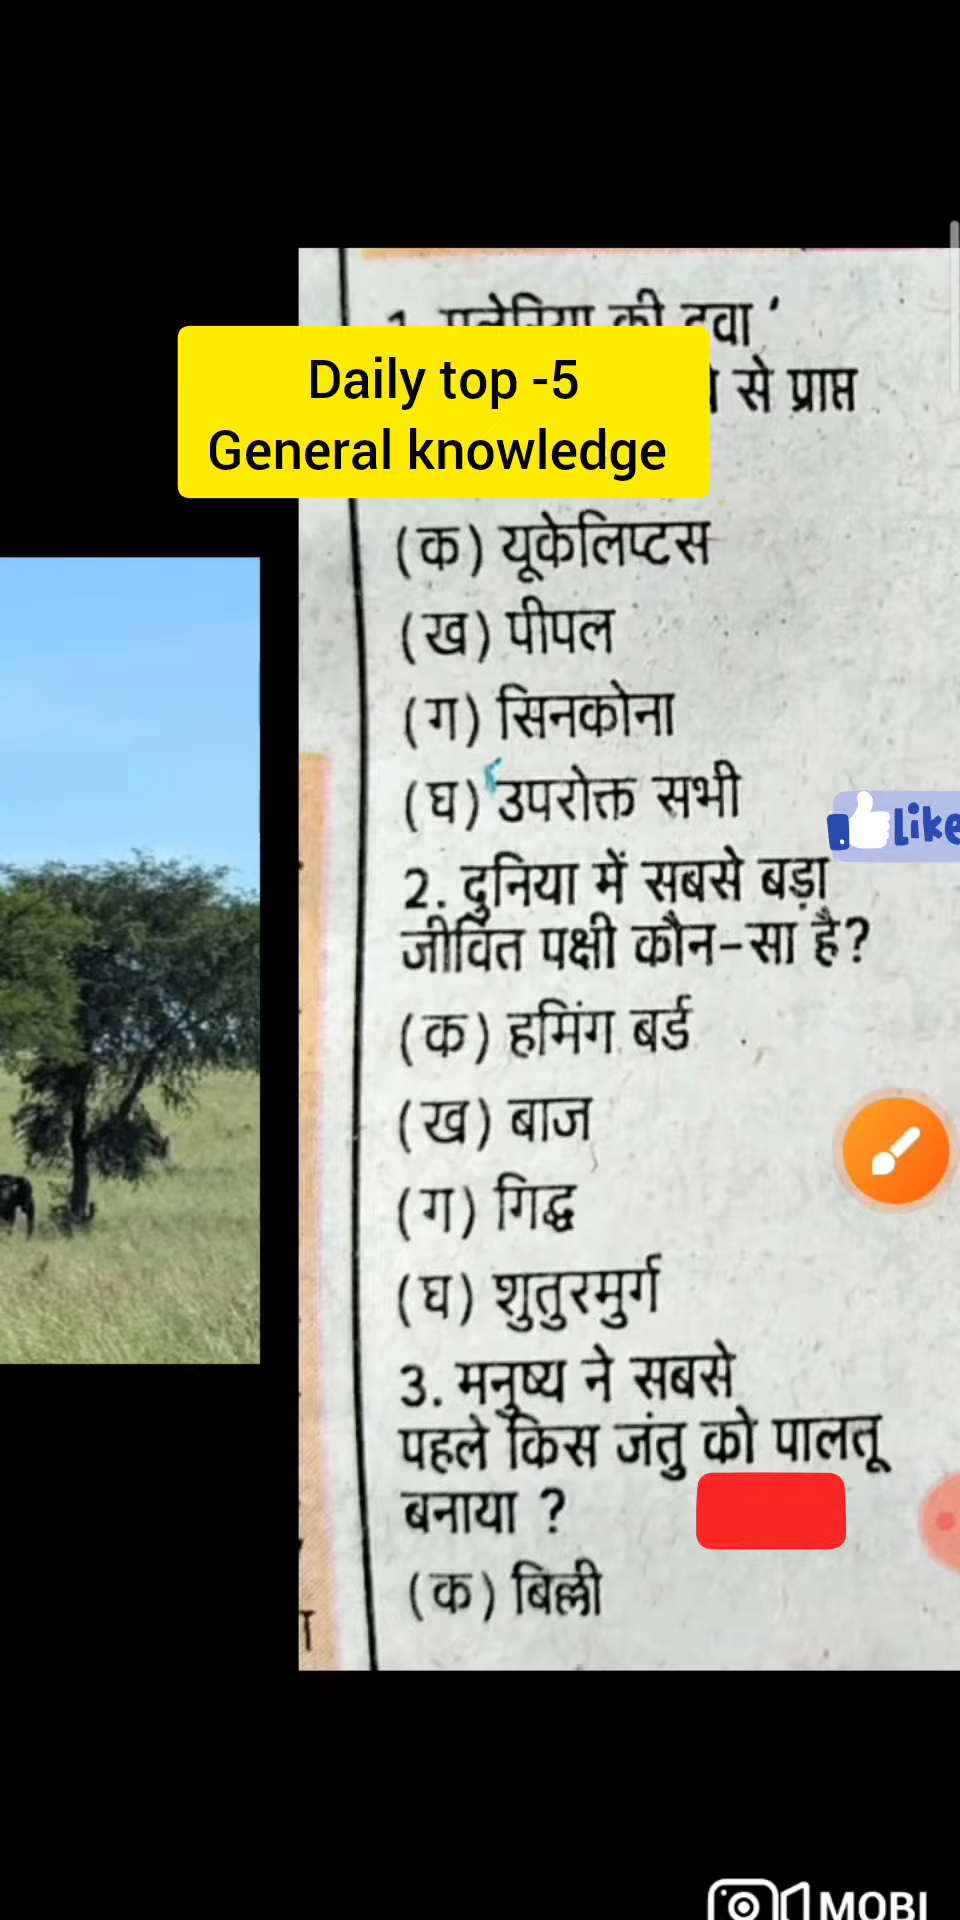 Daily top -5
General knowledge
की दवा '
से प्राप्त
(क) यूकेलिप्टस
(ख) पीपल
(ग) सिनकोना
(घ) उपरोक्त सभी
Like
2. दुनिया में सबसे बड़ा
जीवित पक्षी कौन-सा है?
(क) हमिंग बर्ड
(ख) बाज
(ग) गिद्ध
(घ) शुतुरमुर्ग
3. मनुष्य ने सबसे
पहले किस जंतु को पालतू
बनाया ?
(क) बिल्ली
MOBI